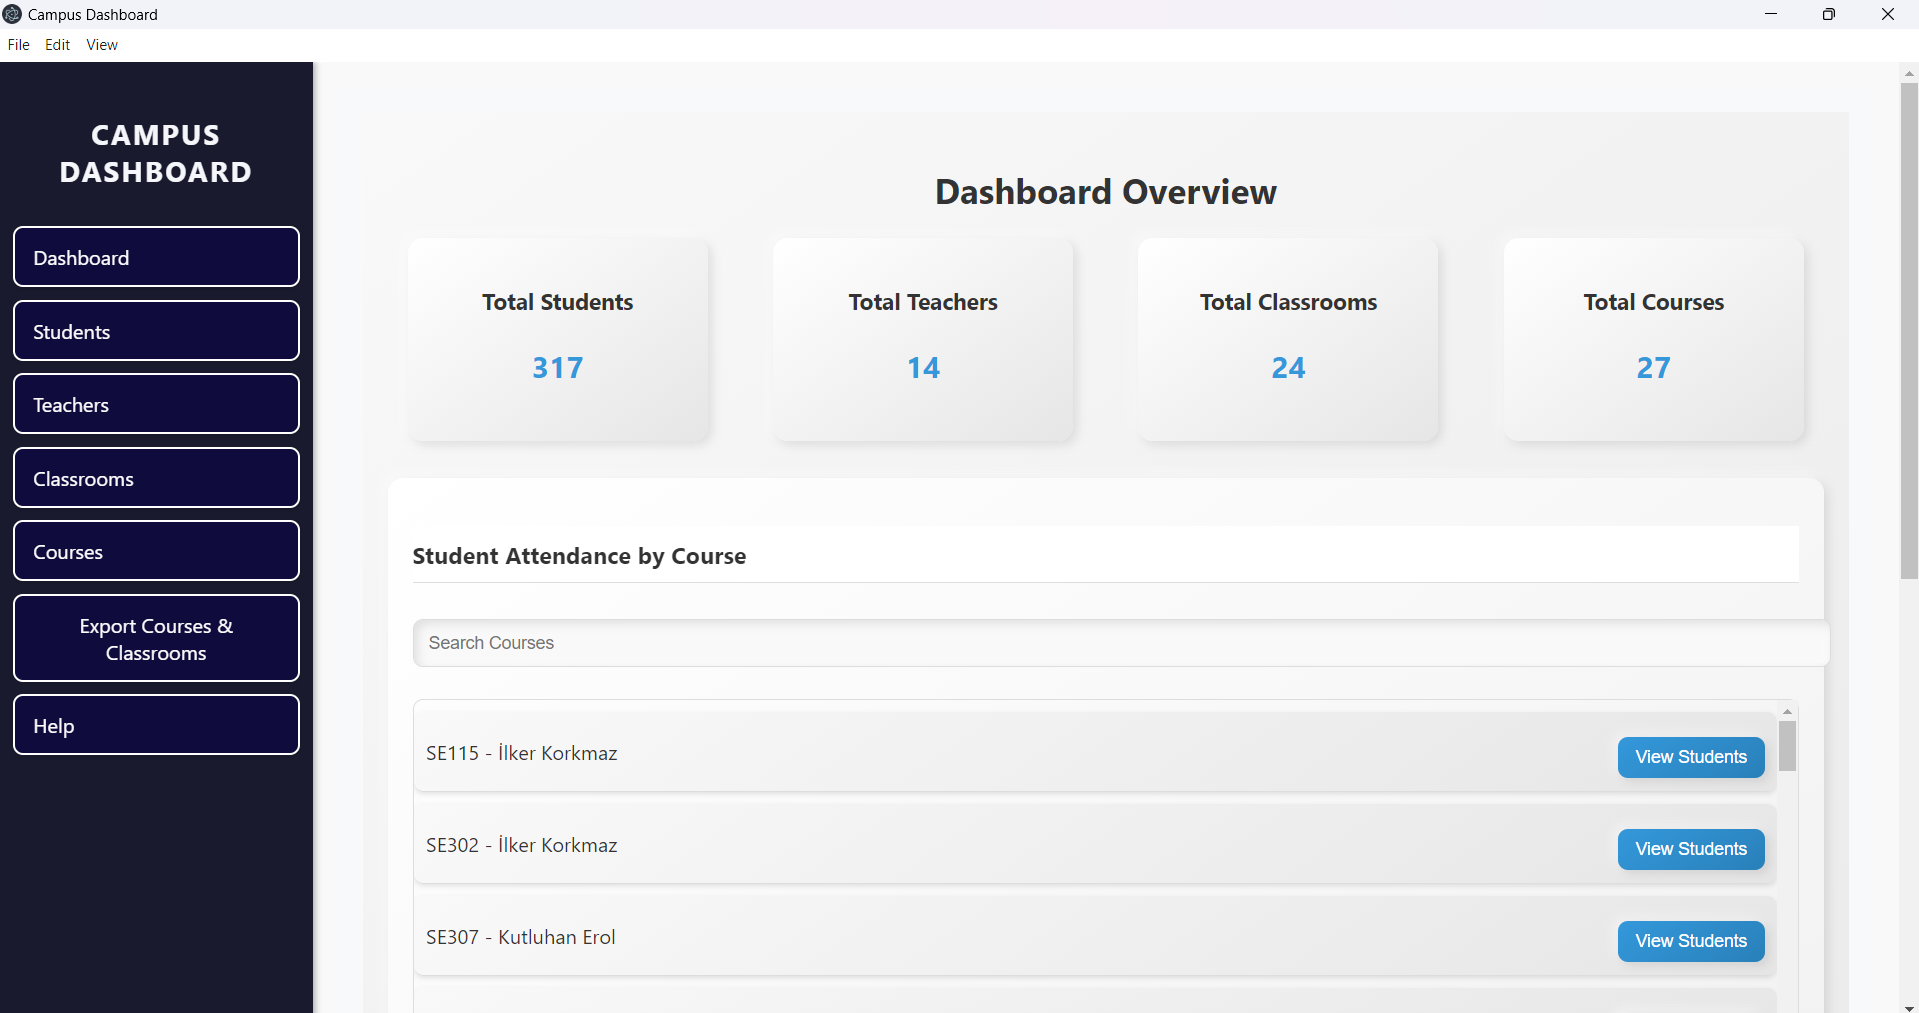 Campus Dashboard
File Edit View
CAMPUS
DASHBOARD
Dashboard
Students
Teachers
Classrooms
Courses
Export Courses &
Classrooms
Help
Dashboard Overview
Total Students
317
Total Teachers
14
Total Classrooms
24
Total Courses
27
Student Attendance by Course
Search Courses
SE115 - İlker Korkmaz
View Students
SE302 - İlker Korkmaz
View Students
SE307 - Kutluhan Erol
View Students